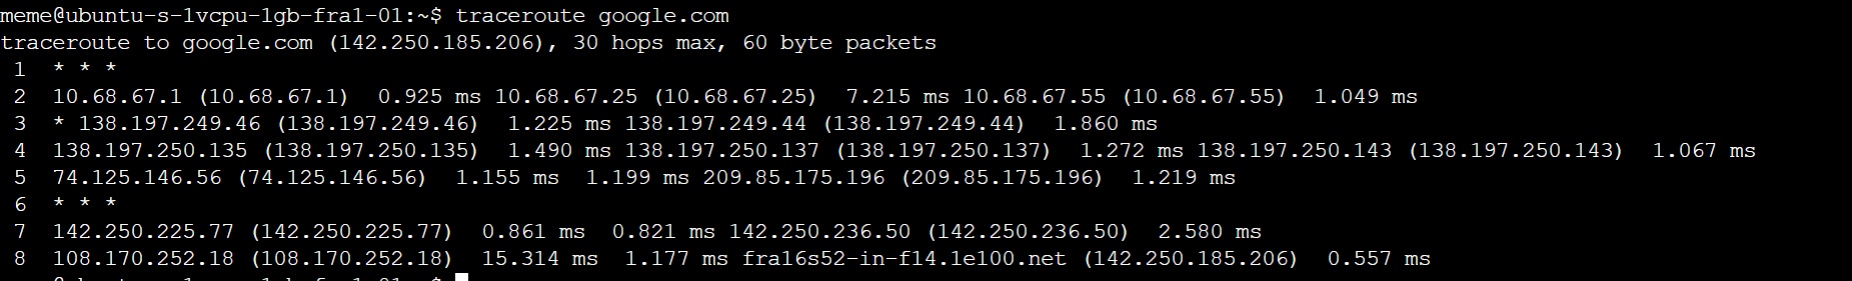 meme@ubuntu-s-1vcpu-1gb-fra1-01:~$ traceroute google.com
traceroute to google.com (142.250.185.206), 30 hops max, 60 byte packets
 1  * * *
 2  10.68.67.1 (10.68.67.1)  0.925 ms 10.68.67.25 (10.68.67.25)  7.215 ms 10.68.67.55 (10.68.67.55)  1.049 ms
 3  * 138.197.249.46 (138.197.249.46)  1.225 ms 138.197.249.44 (138.197.249.44)  1.860 ms
 4  138.197.250.135 (138.197.250.135)  1.490 ms 138.197.250.137 (138.197.250.137)  1.272 ms 138.197.250.143 (138.197.250.143)  1.067 ms
 5  74.125.146.56 (74.125.146.56)  1.155 ms  1.199 ms 209.85.175.196 (209.85.175.196)  1.219 ms
 6  * * *
 7  142.250.225.77 (142.250.225.77)  0.861 ms  0.821 ms 142.250.236.50 (142.250.236.50)  2.580 ms
 8  108.170.252.18 (108.170.252.18)  15.314 ms  1.177 ms fra16s52-in-f14.1e100.net (142.250.185.206)  0.557 ms